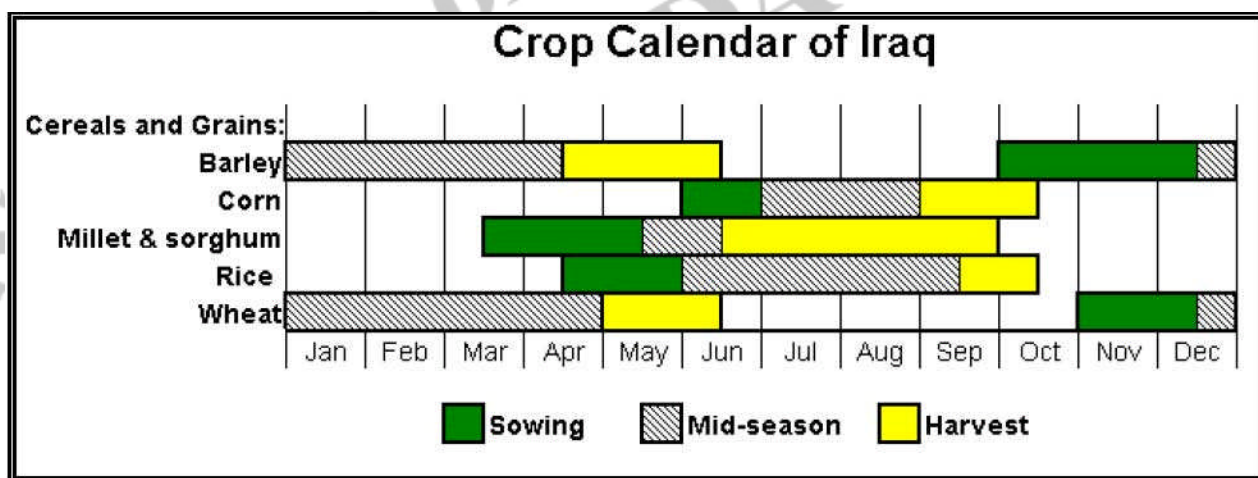 Crop Calendar of Iraq
Cereals and Grains:
Barley
Corn
Millet & sorghum
Rice
Wheat
Jan Feb Mar Apr May Jun Jul Aug Sep Oct Nov Dec
Sowing Mid-season Harvest